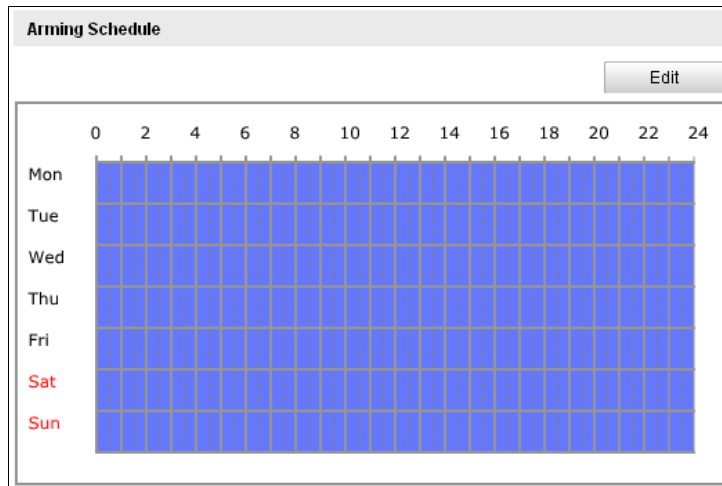 Arming Schedule
Edit
0 2 4 6 8 10 12 14 16 18 20 22 24
Mon
Tue
Wed
Thu
Fri
Sat
Sun